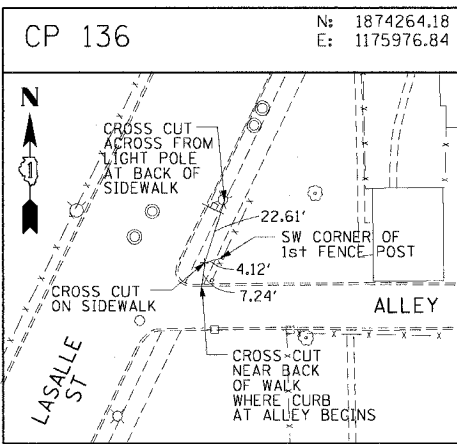 CP 136
N: 1874264.18
E: 1175976.84
N
1
CROSS CUT
ACROSS FROM
LIGHT POLE
AT BACK OF
SIDEWALK
22.61'
SW CORNER OF
1st FENCE POST
4.12'
7.24'
CROSS CUT
ON SIDEWALK
ALLEY
CROSS CUT
NEAR BACK
OF WALK
WHERE CURB
AT ALLEY BEGINS
LASALLE
ST